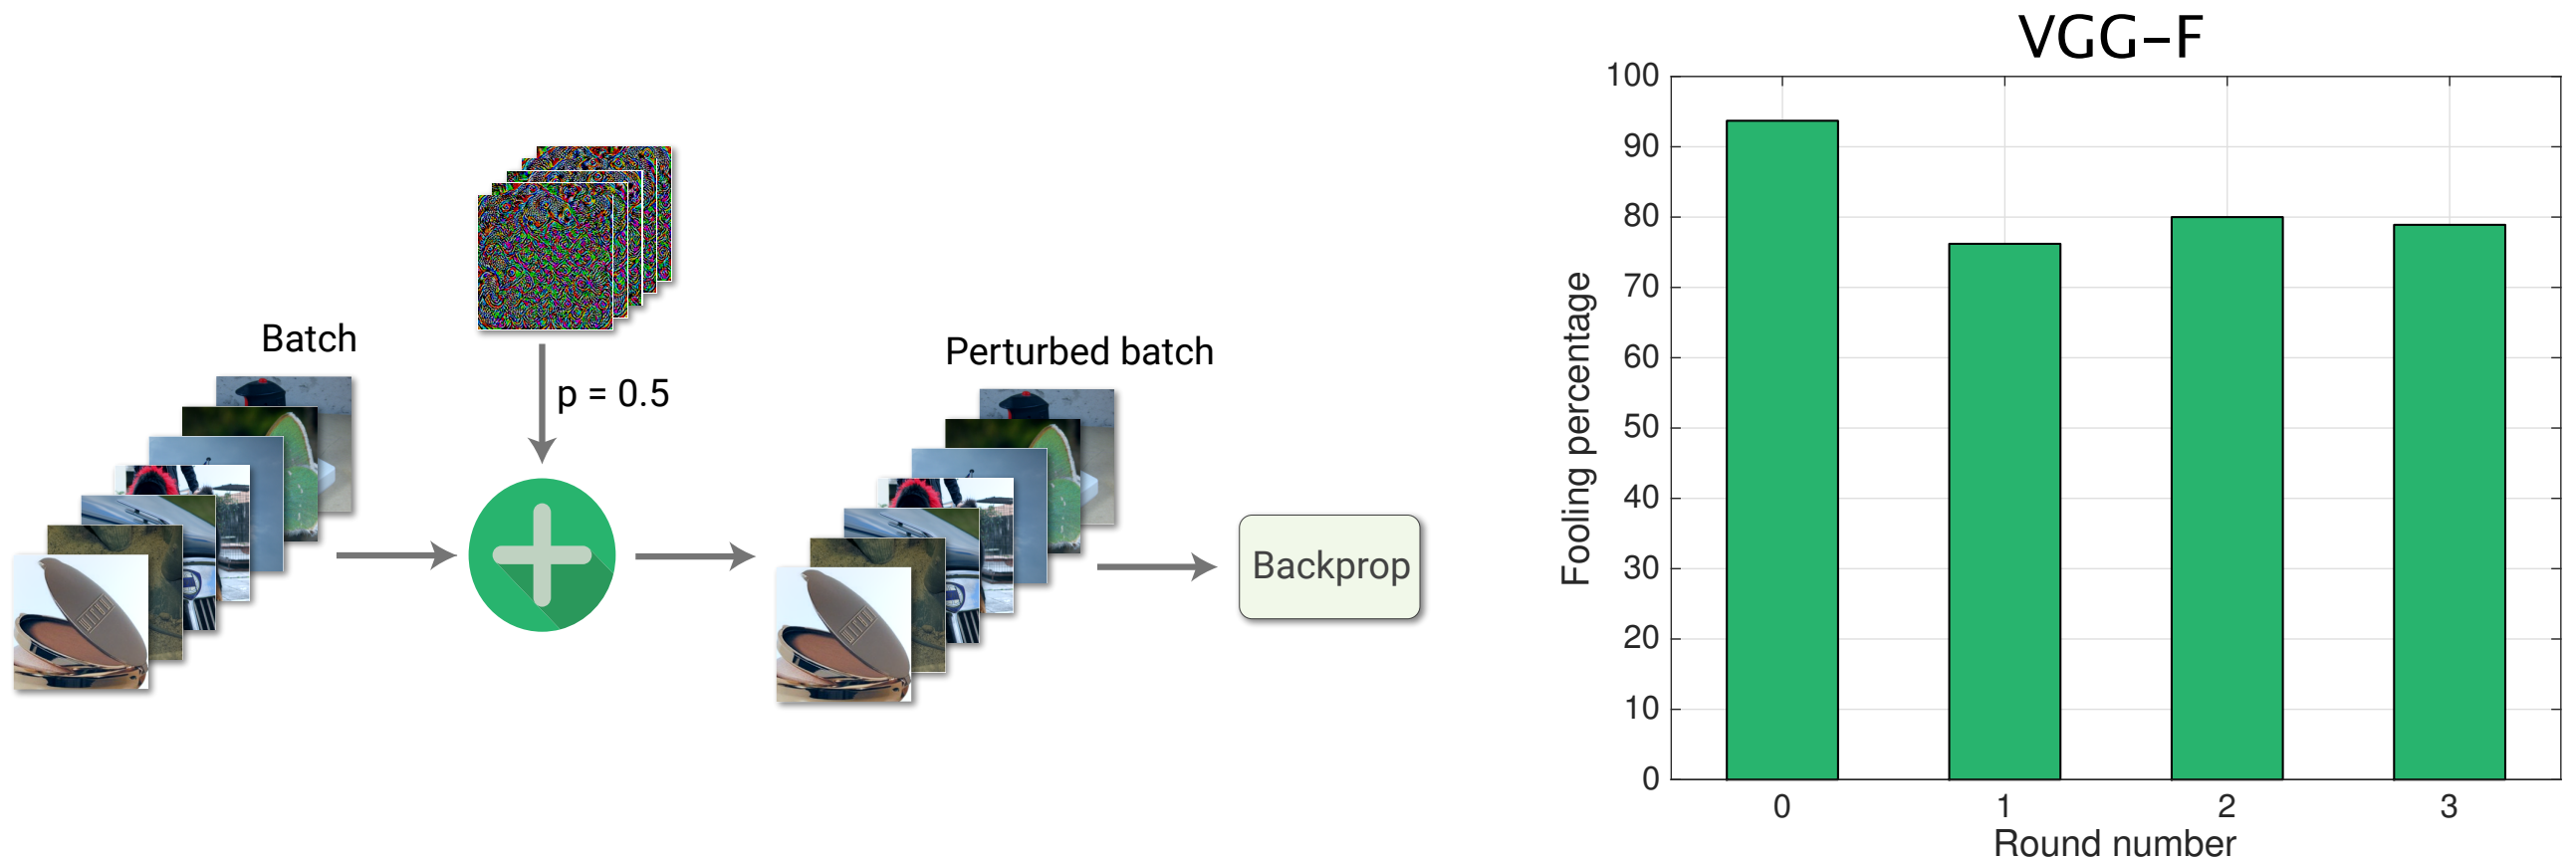 Batch
p = 0.5
Perturbed batch
Backprop
VGG–F
Fooling percentage
100
90
80
70
60
50
40
30
20
10
0
0 1 2 3
Round number